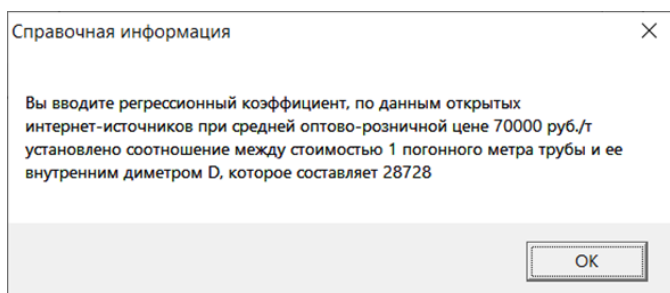 Справочная информация
Вы вводите регрессионный коэффициент, по данным открытых
интернет-источников при средней оптово-розничной цене 70000 руб./т
установлено соотношение между стоимостью 1 погонного метра трубы и ее
внутренним диметром D, которое составляет 28728
OK